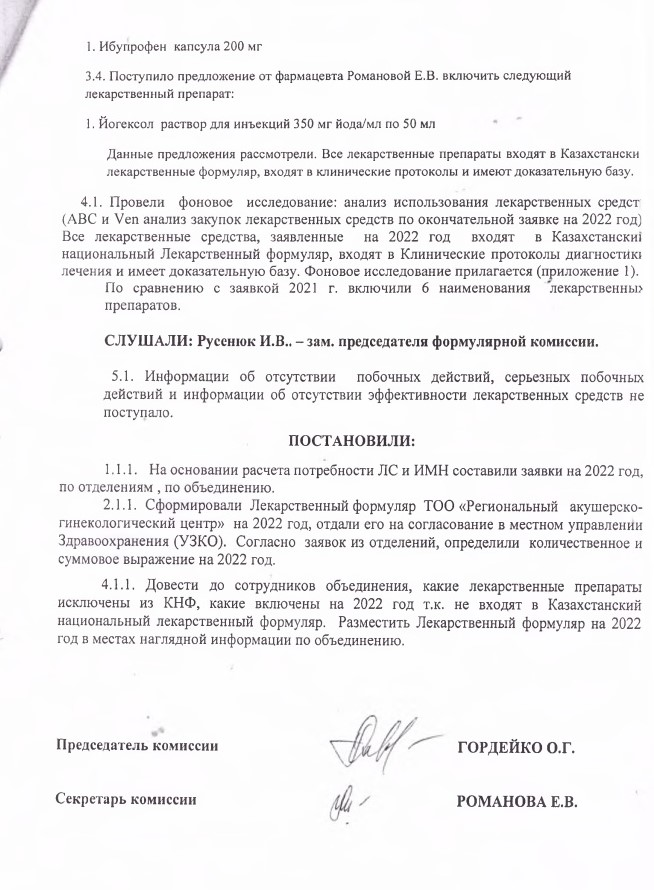 1. Ибупрофен капсула 200 мг
3.4. Поступило предложение от фармацевта Романовой Е.В. включить следующий
лекарственный препарат:
1. Йогексол раствор для инъекций 350 мг йода/мл по 50 мл
Данные предложения рассмотрели. Все лекарственные препараты входят в Казахстански
лекарственные формуляр, входят в клинические протоколы и имеют доказательную базу.
4.1. Провели фоновое исследование: анализ использования лекарственных средст
(АВС и Ven анализ закупок лекарственных средств по окончательной заявке на 2022 год)
Все лекарственные средства, заявленные на 2022 год входят в Казахстанский
национальный Лекарственный формуляр, входят в Клинические протоколы диагностики
лечения и имеет доказательную базу. Фоновое исследование прилагается (приложение 1).
По сравнению с заявкой 2021 г. включили 6 наименования лекарственных
препаратов.
СЛУШАЛИ: Русенюк И.В.. – зам. председателя формулярной комиссии.
5.1. Информации об отсутствии побочных действий, серьезных побочных
действий и информации об отсутствии эффективности лекарственных средств не
поступало.
ПОСТАНОВИЛИ:
1.1.1. На основании расчета потребности ЛС и ИМН составили заявки на 2022 год,
по отделениям , по объединению.
2.1.1. Сформировали Лекарственный формуляр ТОО «Региональный акушерско-
гинекологический центр» на 2022 год, отдали его на согласование в местном управлении
Здравоохранения (УЗКО). Согласно заявок из отделений, определили количественное и
суммовое выражение на 2022 год.
4.1.1. Довести до сотрудников объединения, какие лекарственные препараты
исключены из КНФ, какие включены на 2022 год т.к. не входят в Казахстанский
национальный лекарственный формуляр. Разместить Лекарственный формуляр на 2022
год в местах наглядной информации по объединению.
Председатель комиссии ГОРДЕЙКО О.Г.
Секретарь комиссии РОМАНОВА Е.В.